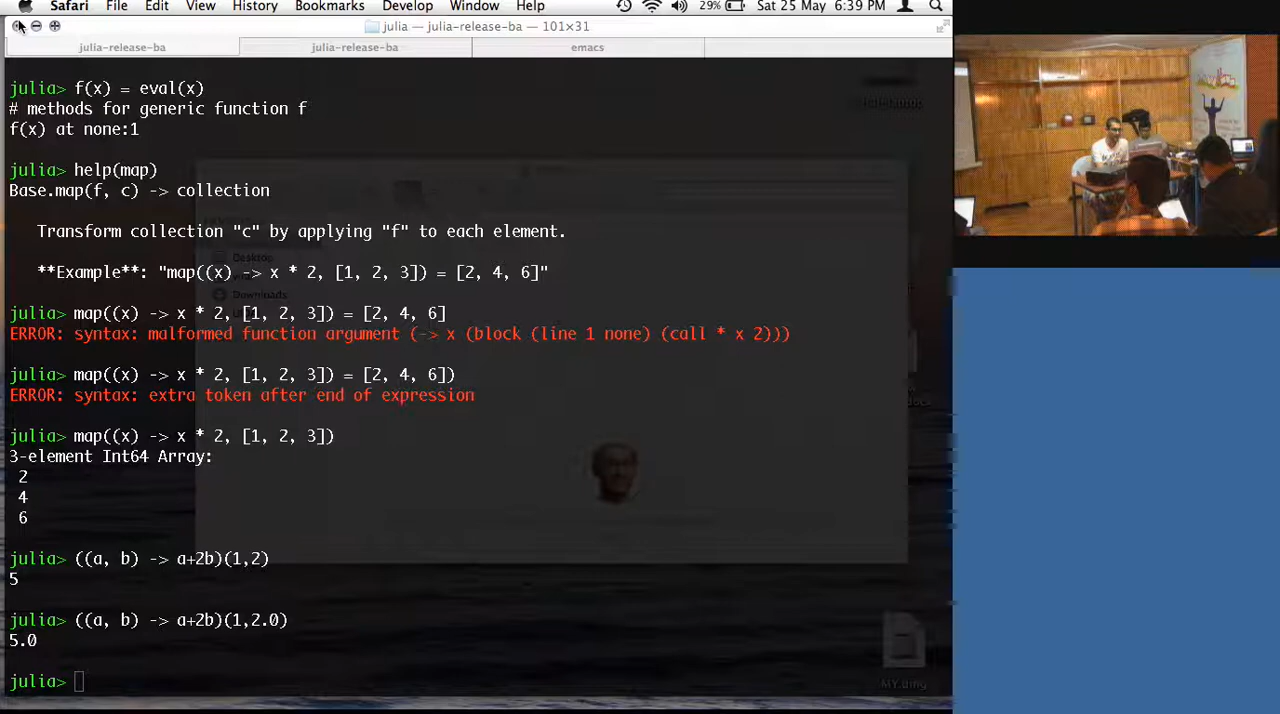 Safari File Edit View History Bookmarks Develop Window Help 29% Sat 25 May 6:39 PM
julia — julia-release-ba — 101×31
julia-release-ba julia-release-ba emacs
julia> f(x) = eval(x)
# methods for generic function f
f(x) at none:1
julia> help(map)
Base.map(f, c) -> collection
Transform collection "c" by applying "f" to each element.
Desktop
**Example**: "map((x) -> x * 2, [1, 2, 3]) = [2, 4, 6]"
Downloads
julia> map((x) -> x * 2, [1, 2, 3]) = [2, 4, 6]
ERROR: syntax: malformed function argument (-> x (block (line 1 none) (call * x 2)))
julia> map((x) -> x * 2, [1, 2, 3]) = [2, 4, 6])
ERROR: syntax: extra token after end of expression
julia> map((x) -> x * 2, [1, 2, 3])
3-element Int64 Array:
2
4
6
julia> ((a, b) -> a+2b)(1,2)
5
julia> ((a, b) -> a+2b)(1,2.0)
5.0
julia>
MY.dmg